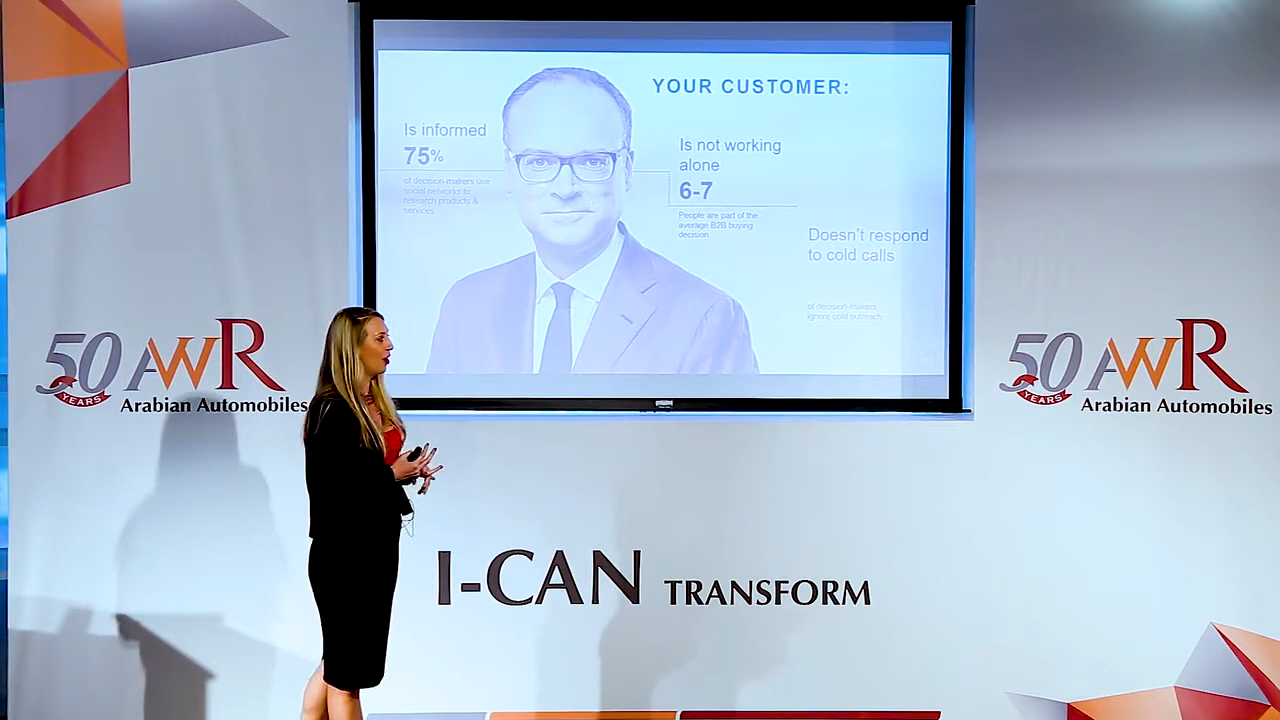 YOUR CUSTOMER:
Is informed
75%
of decision-makers use
social networks to
research products &
services.
Is not working
alone
6-7
People are part of the
average B2B buying
decision
Doesn't respond
to cold calls
of decision-makers
ignore cold outreach
50 YEARS
AWR
Arabian Automobiles
50 YEARS
AWR
Arabian Automobiles
I-CAN TRANSFORM